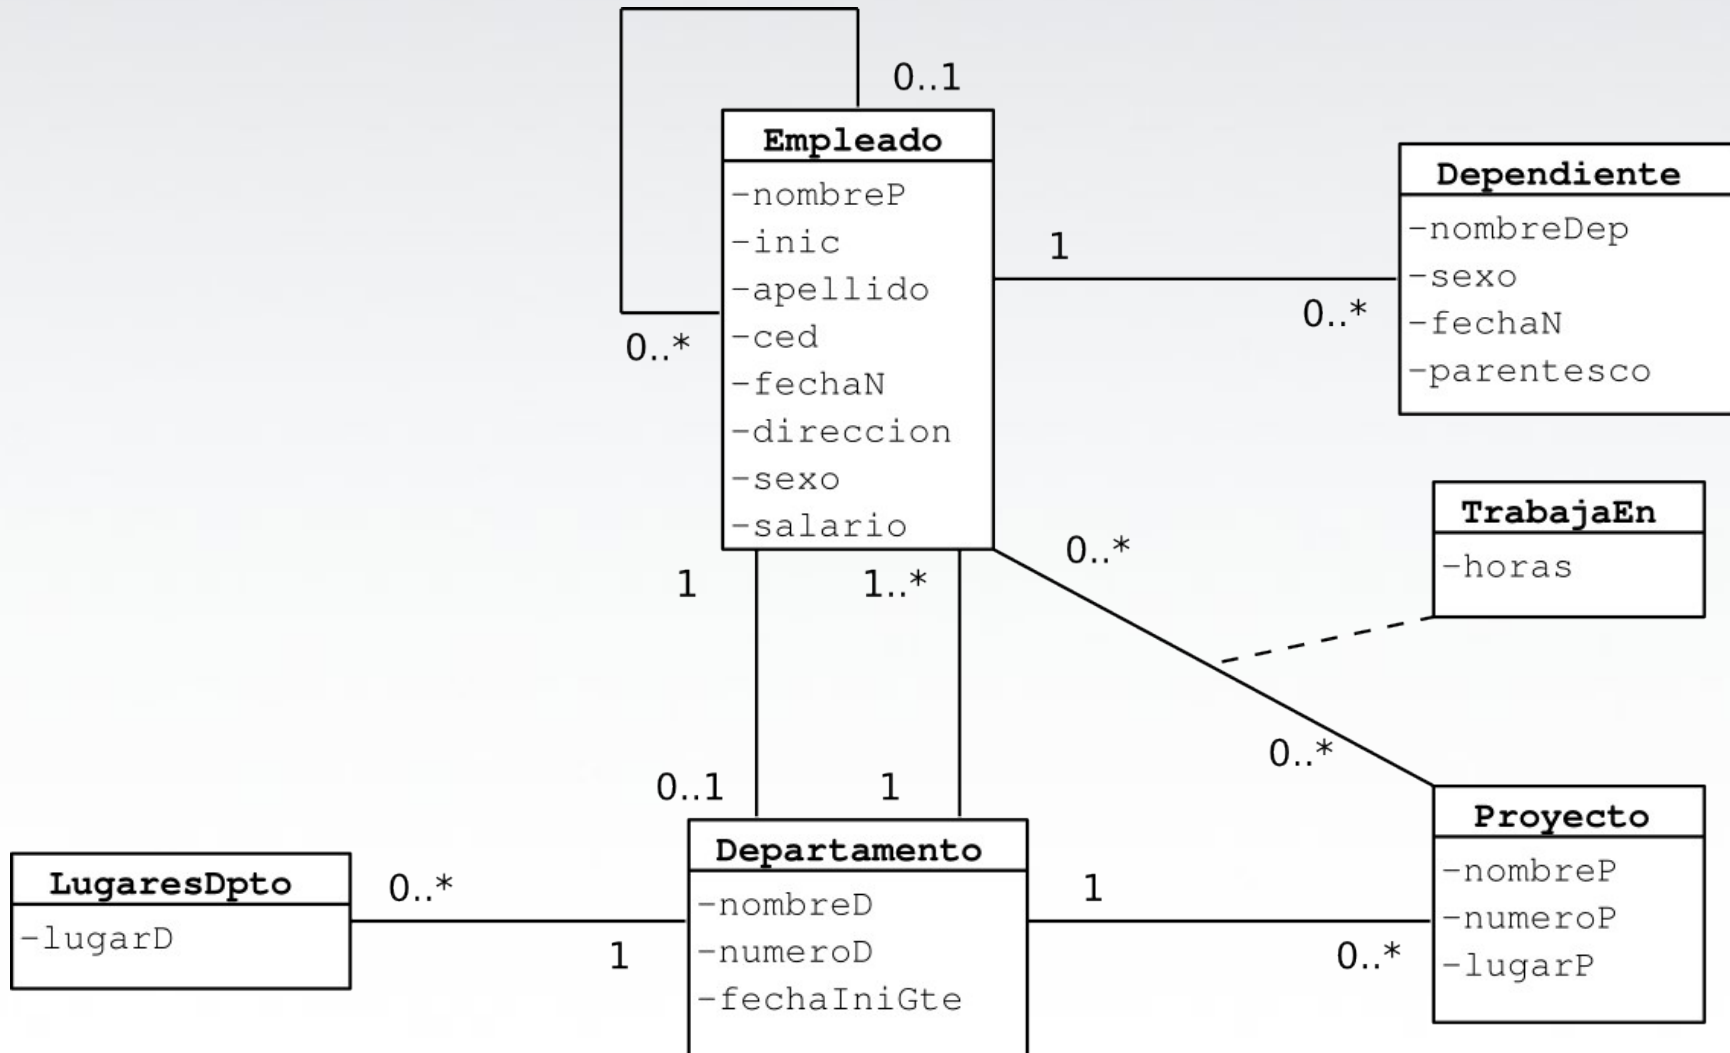 0..1
Empleado
-nombreP
-inic
-apellido
-ced
-fechaN
-direccion
-sexo
-salario
0..*
1
0..*
Dependiente
-nombreDep
-sexo
-fechaN
-parentesco
TrabajaEn
-horas
1
1..*
0..*
0..1
1
0..*
LugaresDpto
-lugarD
0..*
1
Departamento
-nombreD
-numeroD
-fechaIniGte
1
0..*
Proyecto
-nombreP
-numeroP
-lugarP